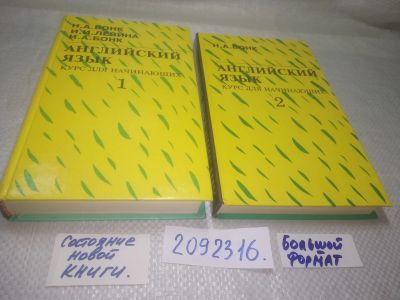 Н.А.БОНК
И.И.ЛЕВИНА
И.А.БОНК
АНГЛИЙСКИЙ
ЯЗЫК
КУРС ДЛЯ НАЧИНАЮЩИХ
1
Н.А.БОНК
АНГЛИЙСКИЙ
ЯЗЫК
КУРС ДЛЯ НАЧИНАЮЩИХ
2
Состояние
новой
КНИГИ.
2092316.
Большой
ФОРМАТ